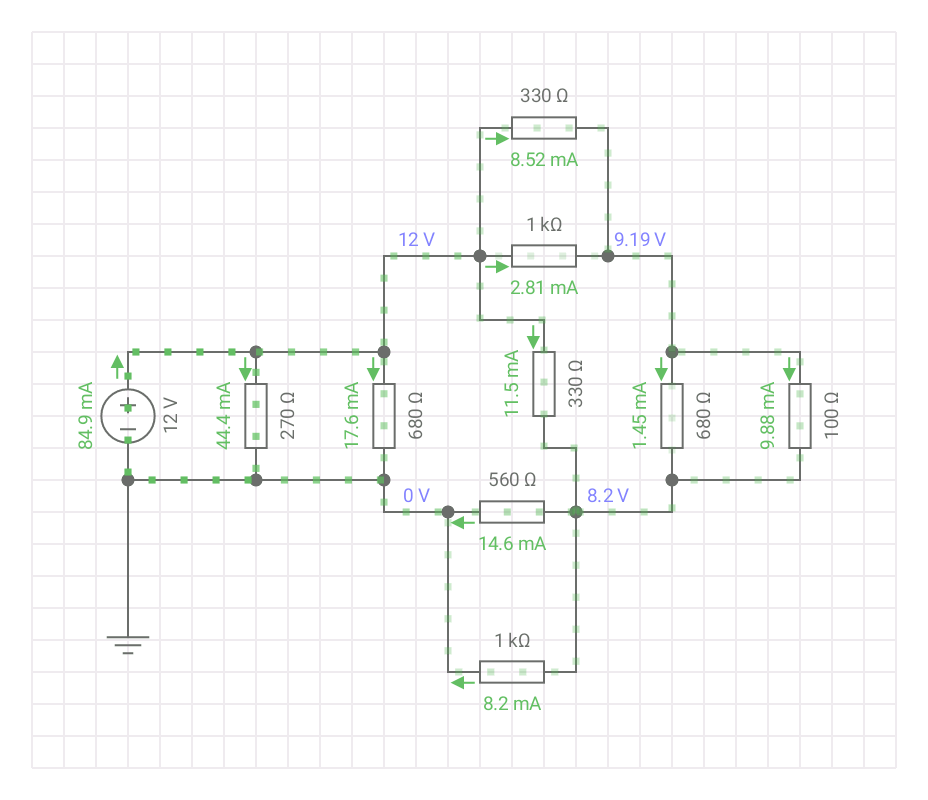 330 Ω
8.52 mA
1 kΩ
12 V
9.19 V
2.81 mA
84.9 mA
12 V
44.4 mA
270 Ω
17.6 mA
680 Ω
11.5 mA
330 Ω
1.45 mA
680 Ω
9.88 mA
100 Ω
560 Ω
0 V
8.2 V
14.6 mA
1 kΩ
8.2 mA